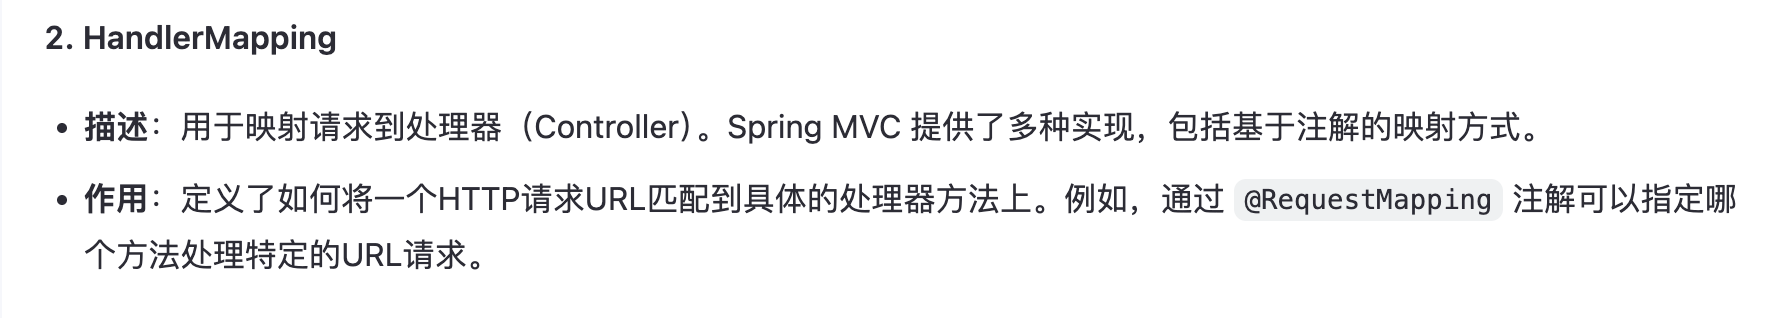 2. HandlerMapping
• 描述：用于映射请求到处理器（Controller）。Spring MVC 提供了多种实现，包括基于注解的映射方式。
• 作用：定义了如何将一个HTTP请求URL匹配到具体的处理器方法上。例如，通过 @RequestMapping 注解可以指定哪
个方法处理特定的URL请求。